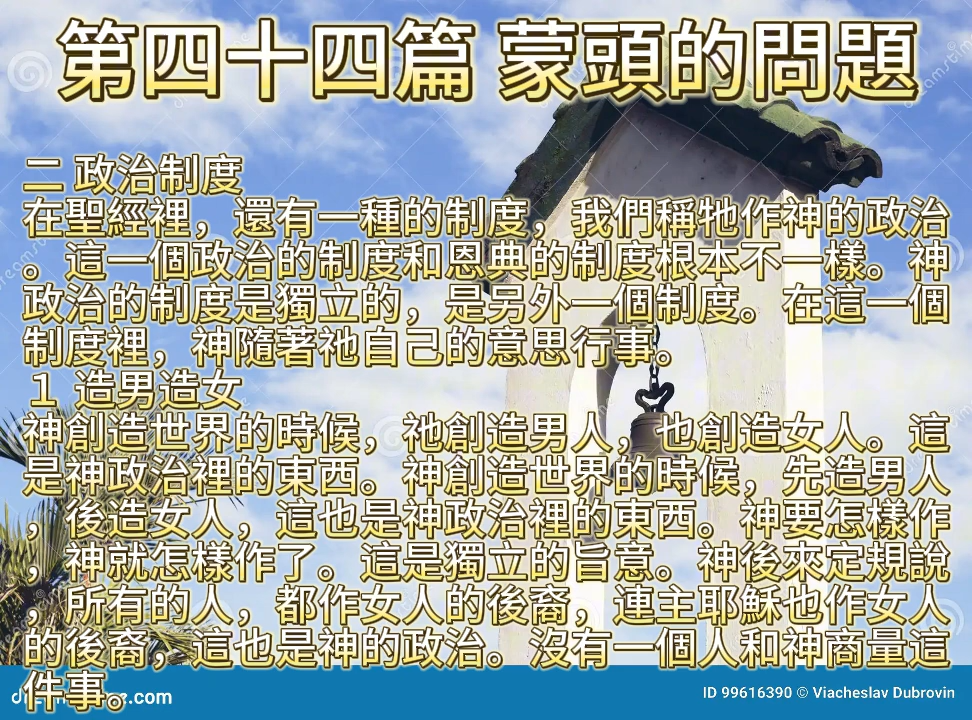 第四十四篇 蒙頭的問題
二 政治制度
在聖經裡，還有一種的制度，我們稱牠作神的政治
。這一個政治的制度和恩典的制度根本不一樣。神
政治的制度是獨立的，是另外一個制度。在這一個
制度裡，神隨著祂自己的意思行事。
１ 造男造女
神創造世界的時候，祂創造男人，也創造女人。這
是神政治裡的東西。神創造世界的時候，先造男人
，後造女人，這也是神政治裡的東西。神要怎樣作
，神就怎樣作了。這是獨立的旨意。神後來定規說
，所有的人，都作女人的後裔，連主耶穌也作女人
的後裔，這也是神的政治。沒有一個人和神商量這
件事。
ID 99616390 © Viacheslav Dubrovin